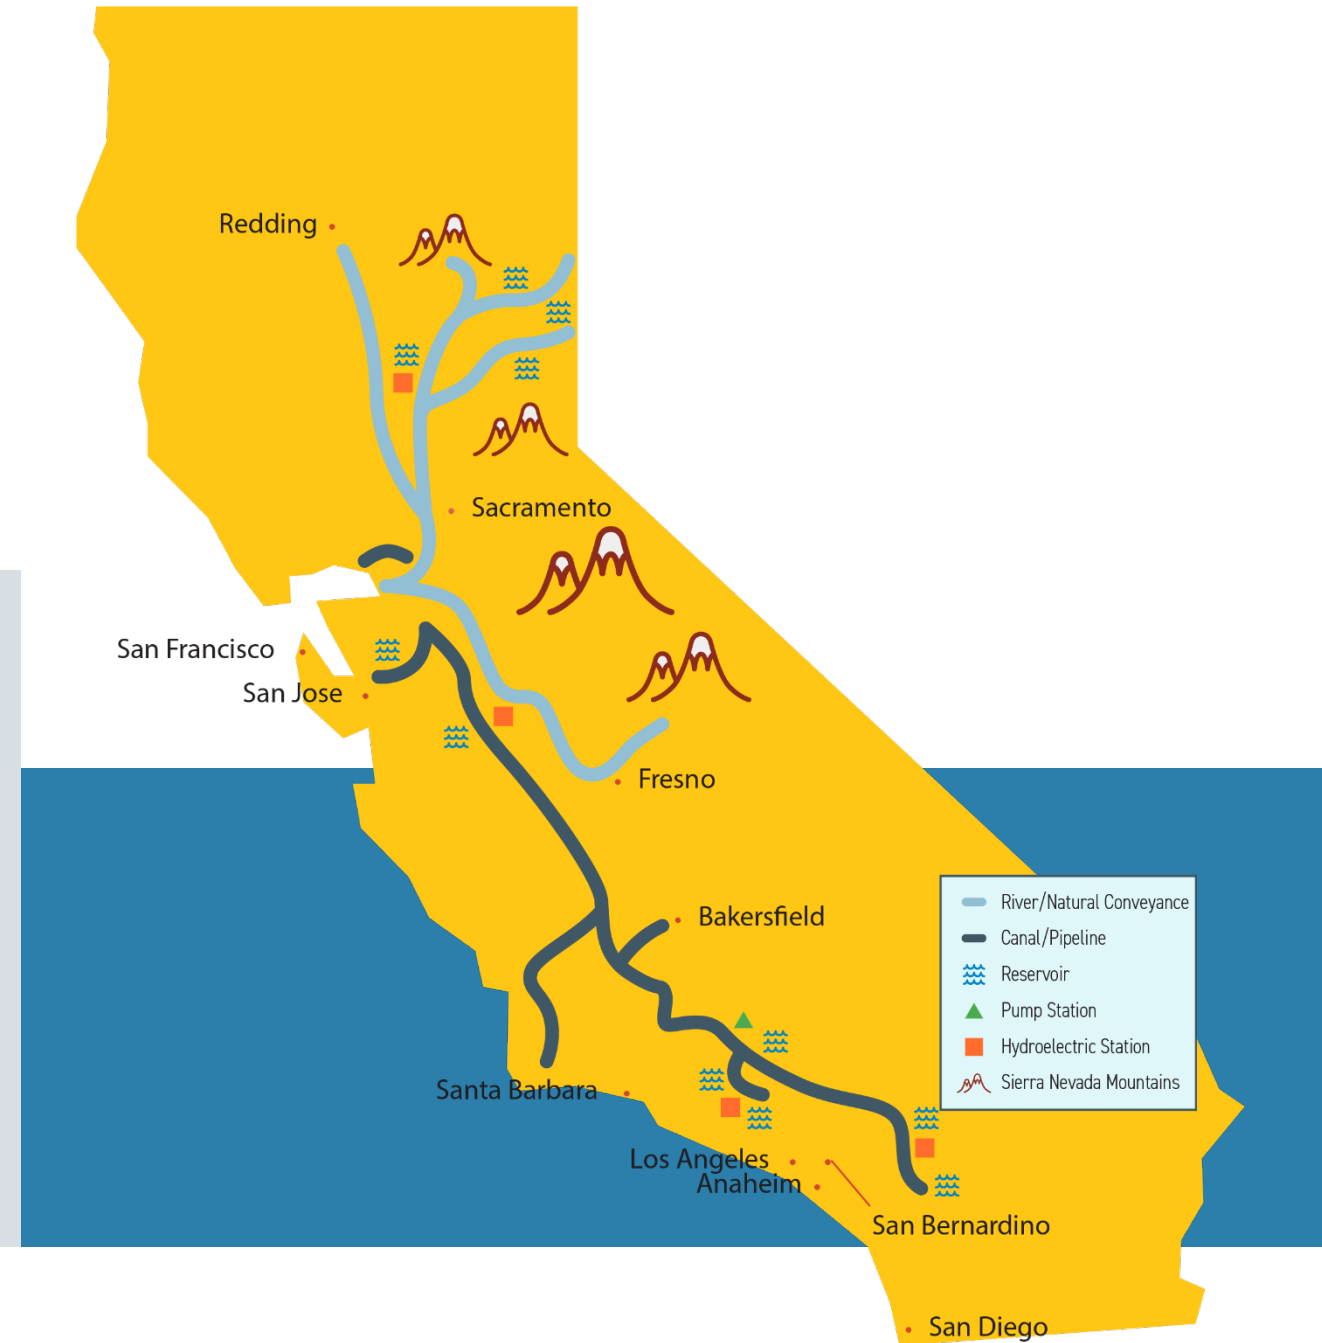 Redding
Sacramento
San Francisco
San Jose
Fresno
Bakersfield
River/Natural Conveyance
Canal/Pipeline
Reservoir
Pump Station
Hydroelectric Station
Sierra Nevada Mountains
Santa Barbara
Los Angeles
Anaheim
San Bernardino
San Diego